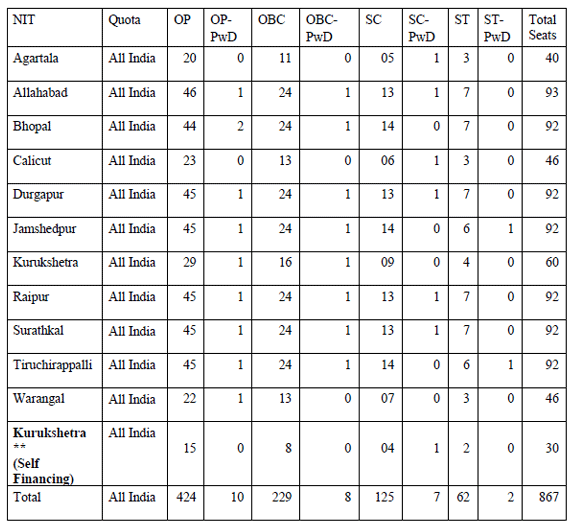 NIT Quota OP OP-PwD OBC OBC-PwD SC SC-PwD ST ST-PwD Total Seats
Agartala All India 20 0 11 0 05 1 3 0 40
Allahabad All India 46 1 24 1 13 1 7 0 93
Bhopal All India 44 2 24 1 14 0 7 0 92
Calicut All India 23 0 13 0 06 1 3 0 46
Durgapur All India 45 1 24 1 13 1 7 0 92
Jamshedpur All India 45 1 24 1 14 0 6 1 92
Kurukshetra All India 29 1 16 1 09 0 4 0 60
Raipur All India 45 1 24 1 13 1 7 0 92
Surathkal All India 45 1 24 1 13 1 7 0 92
Tiruchirappalli All India 45 1 24 1 14 0 6 1 92
Warangal All India 22 1 13 0 07 0 3 0 46
Kurukshetra ** (Self Financing) All India 15 0 8 0 04 1 2 0 30
Total All India 424 10 229 8 125 7 62 2 867